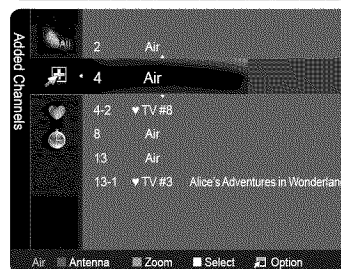 Added Channels
All
2 Air
4 Air
4-2 ♥ TV #8
8 Air
13 Air
13-1 ♥ TV #3 Alice's Adventures in Wonderlan
Air Antenna Zoom Select Option